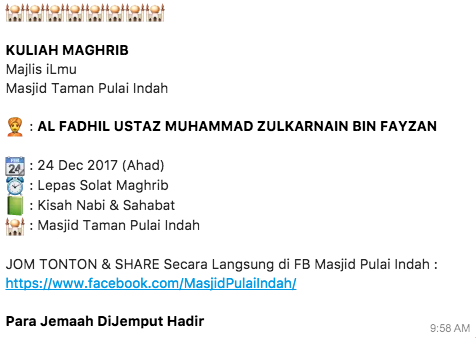 🕌🕌🕌🕌🕌🕌🕌🕌
KULIAH MAGHRIB
Majlis iLmu
Masjid Taman Pulai Indah
👳 : AL FADHIL USTAZ MUHAMMAD ZULKARNAIN BIN FAYZAN
📆 : 24 Dec 2017 (Ahad)
⏰ : Lepas Solat Maghrib
📗 : Kisah Nabi & Sahabat
🕌 : Masjid Taman Pulai Indah
JOM TONTON & SHARE Secara Langsung di FB Masjid Pulai Indah :
https://www.facebook.com/MasjidPulaiIndah/
Para Jemaah DiJemput Hadir
9:58 AM